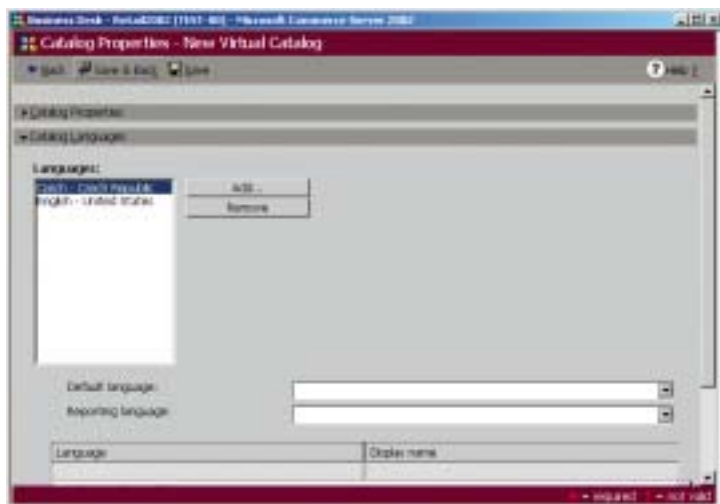 Business Desk - Retail2002 [TEST-BD] - Microsoft Commerce Server 2002
Catalog Properties - New Virtual Catalog
Back Save & Back Save Help
Catalog Properties
Catalog Languages
Languages:
Czech - Czech Republic Add...
English - United States Remove
Default language:
Reporting language:
Language Display name
- required - not valid